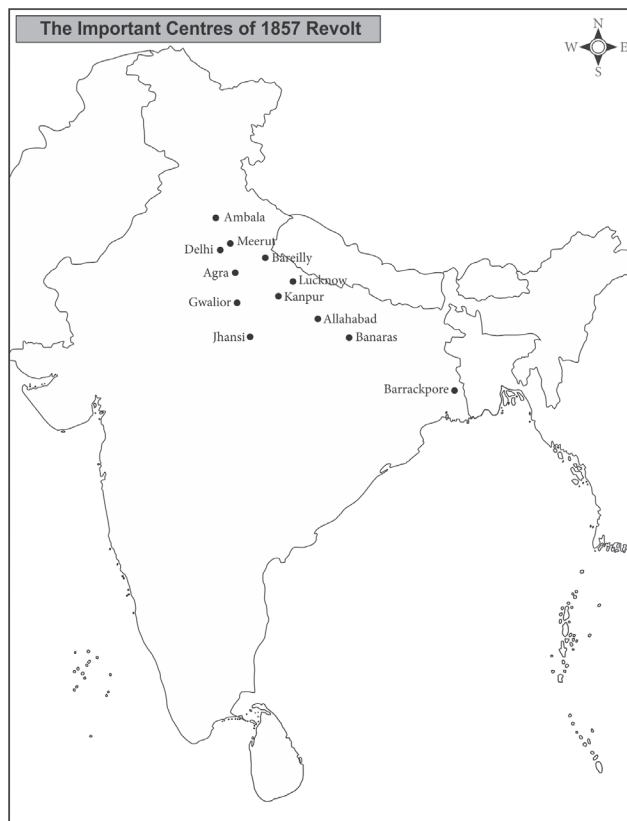 The Important Centres of 1857 Revolt
N
W E
S
Ambala
Meerut
Delhi
Bareilly
Agra
Lucknow
Kanpur
Gwalior
Allahabad
Jhansi
Banaras
Barrackpore